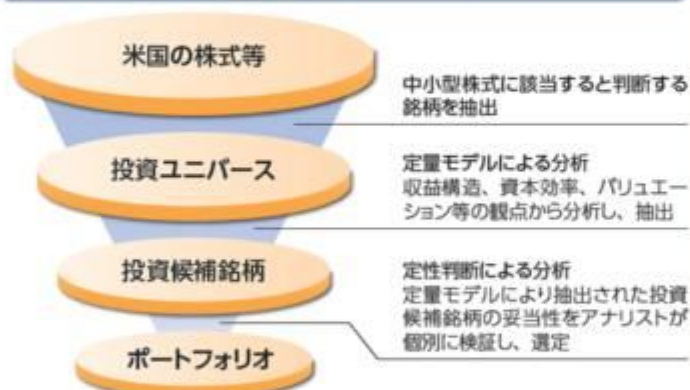 米国の株式等
中小型株式に該当すると判断する
銘柄を抽出
投資ユニバース
定量モデルによる分析
収益構造、資本効率、バリュエー
ション等の観点から分析し、抽出
投資候補銘柄
定性判断による分析
定量モデルにより抽出された投資
候補銘柄の妥当性をアナリストが
個別に検証し、選定
ポートフォリオ